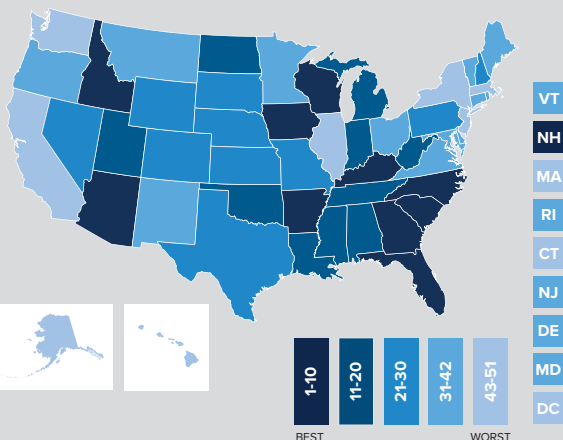 VT
NH
MA
RI
CT
NJ
DE
MD
DC
1-10
11-20
21-30
31-42
43-51
BEST
WORST